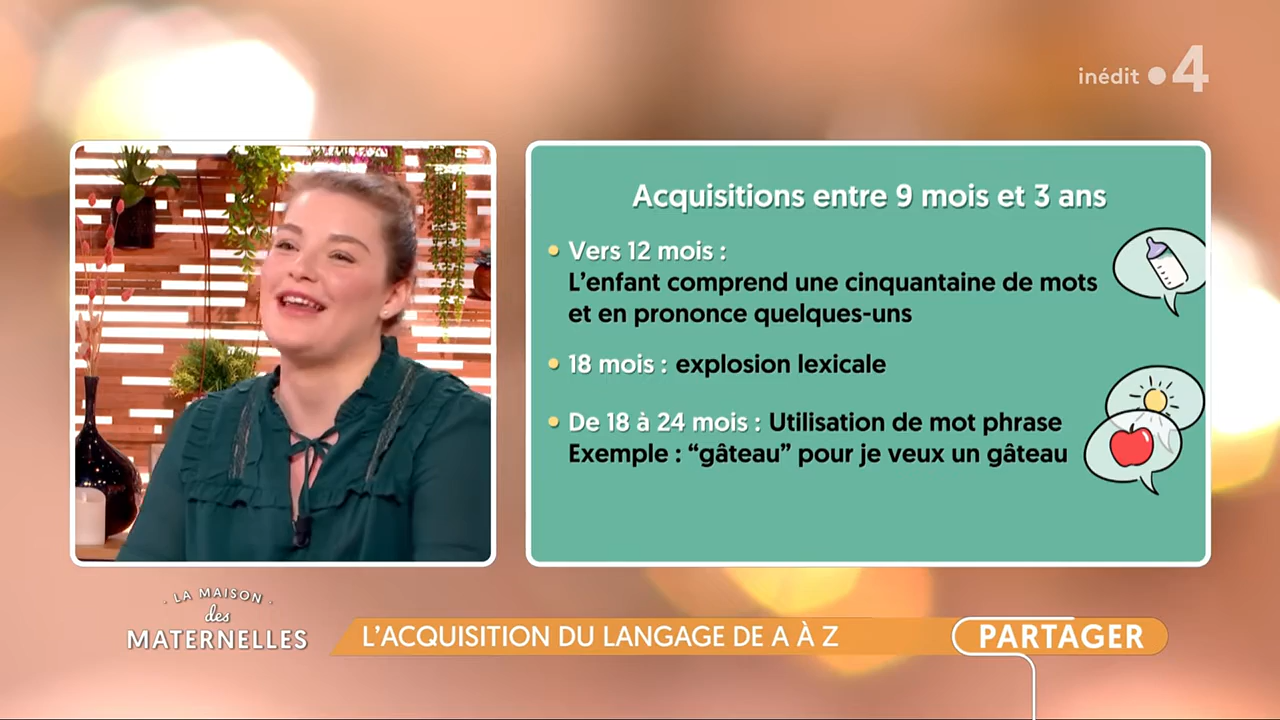 inédit 4
Acquisitions entre 9 mois et 3 ans
• Vers 12 mois :
L'enfant comprend une cinquantaine de mots
et en prononce quelques-uns
• 18 mois : explosion lexicale
• De 18 à 24 mois : Utilisation de mot phrase
Exemple : “gâteau” pour je veux un gâteau
. LA MAISON .
des
MATERNELLES
L'ACQUISITION DU LANGAGE DE A À Z
PARTAGER